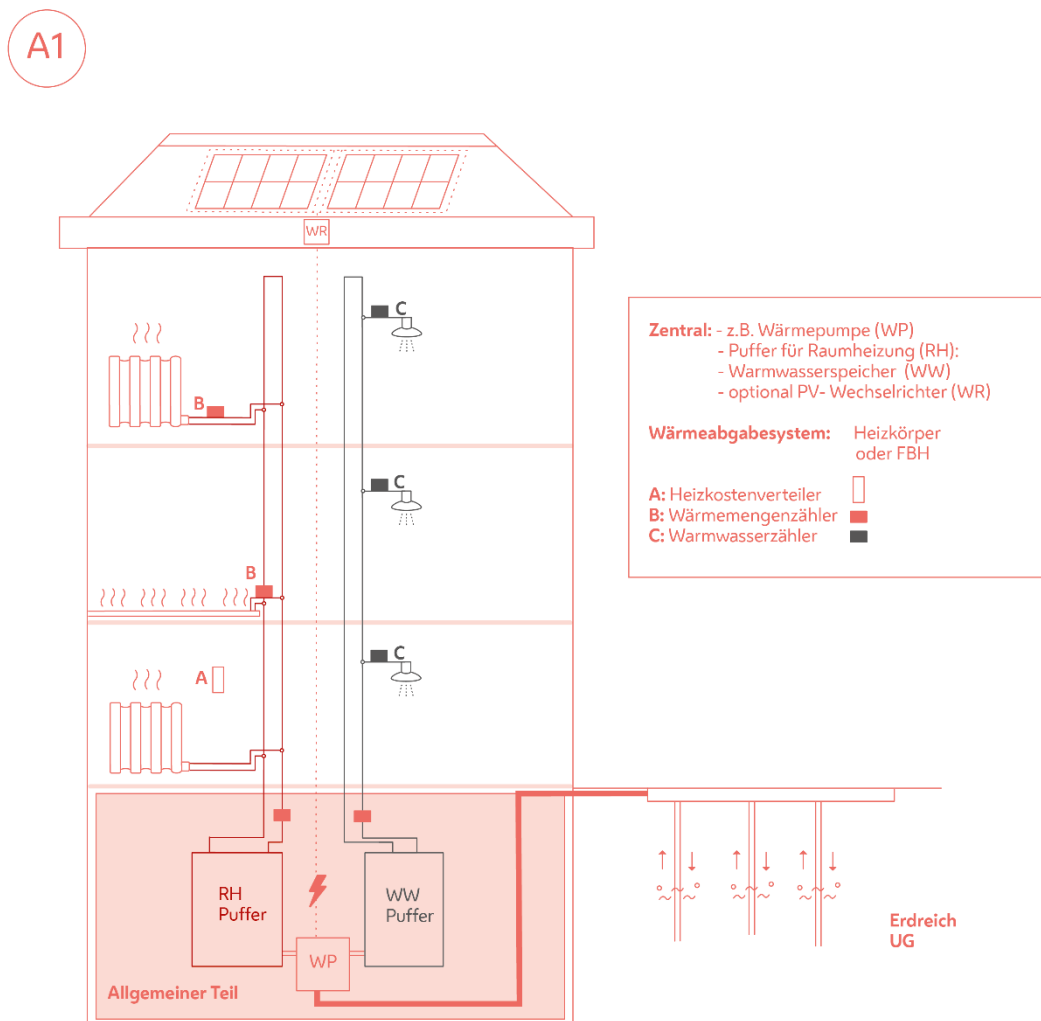 A1
WR
C
B
C
B
C
A
RH
Puffer
WW
Puffer
WP
Allgemeiner Teil
Erdreich
UG
Zentral: - z.B. Wärmepumpe (WP)
- Puffer für Raumheizung (RH):
- Warmwasserspeicher (WW)
- optional PV- Wechselrichter (WR)
Wärmeabgabesystem: Heizkörper
oder FBH
A: Heizkostenverteiler
B: Wärmemengenzähler
C: Warmwasserzähler